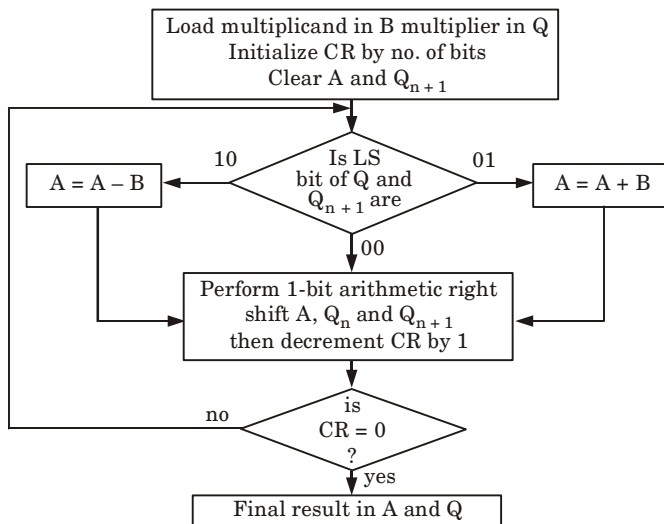 Load multiplicand in B multiplier in Q
Initialize CR by no. of bits
Clear A and Qn + 1
10
Is LS
bit of Q and
Qn + 1 are
01
A = A – B
A = A + B
00
Perform 1-bit arithmetic right
shift A, Qn and Qn + 1
then decrement CR by 1
no
is
CR = 0
?
yes
Final result in A and Q